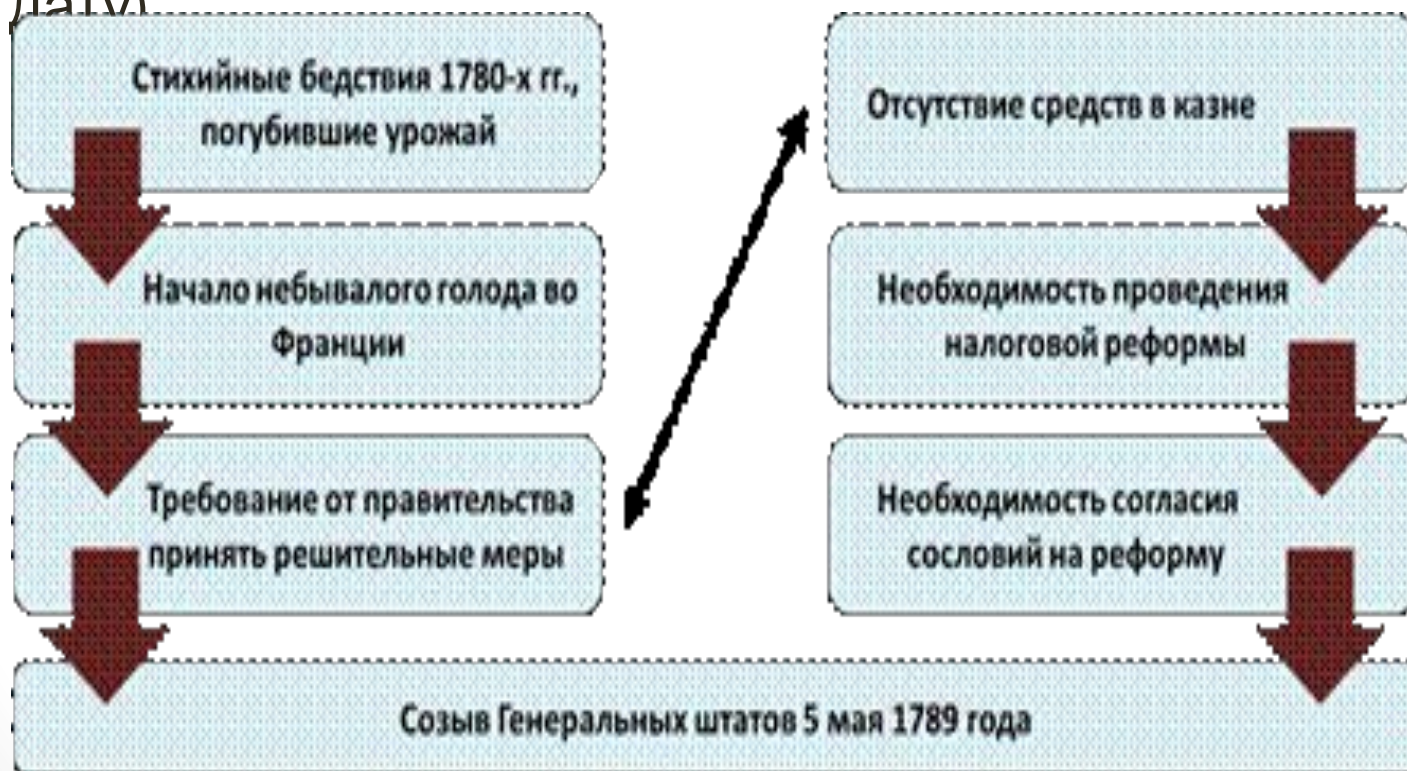 дату)
Стихийные бедствия 1780-х гг.,
погубившие урожай
Начало небывалого голода во
Франции
Требование от правительства
принять решительные меры
Отсутствие средств в казне
Необходимость проведения
налоговой реформы
Необходимость согласия
сословий на реформу
Созыв Генеральных штатов 5 мая 1789 года